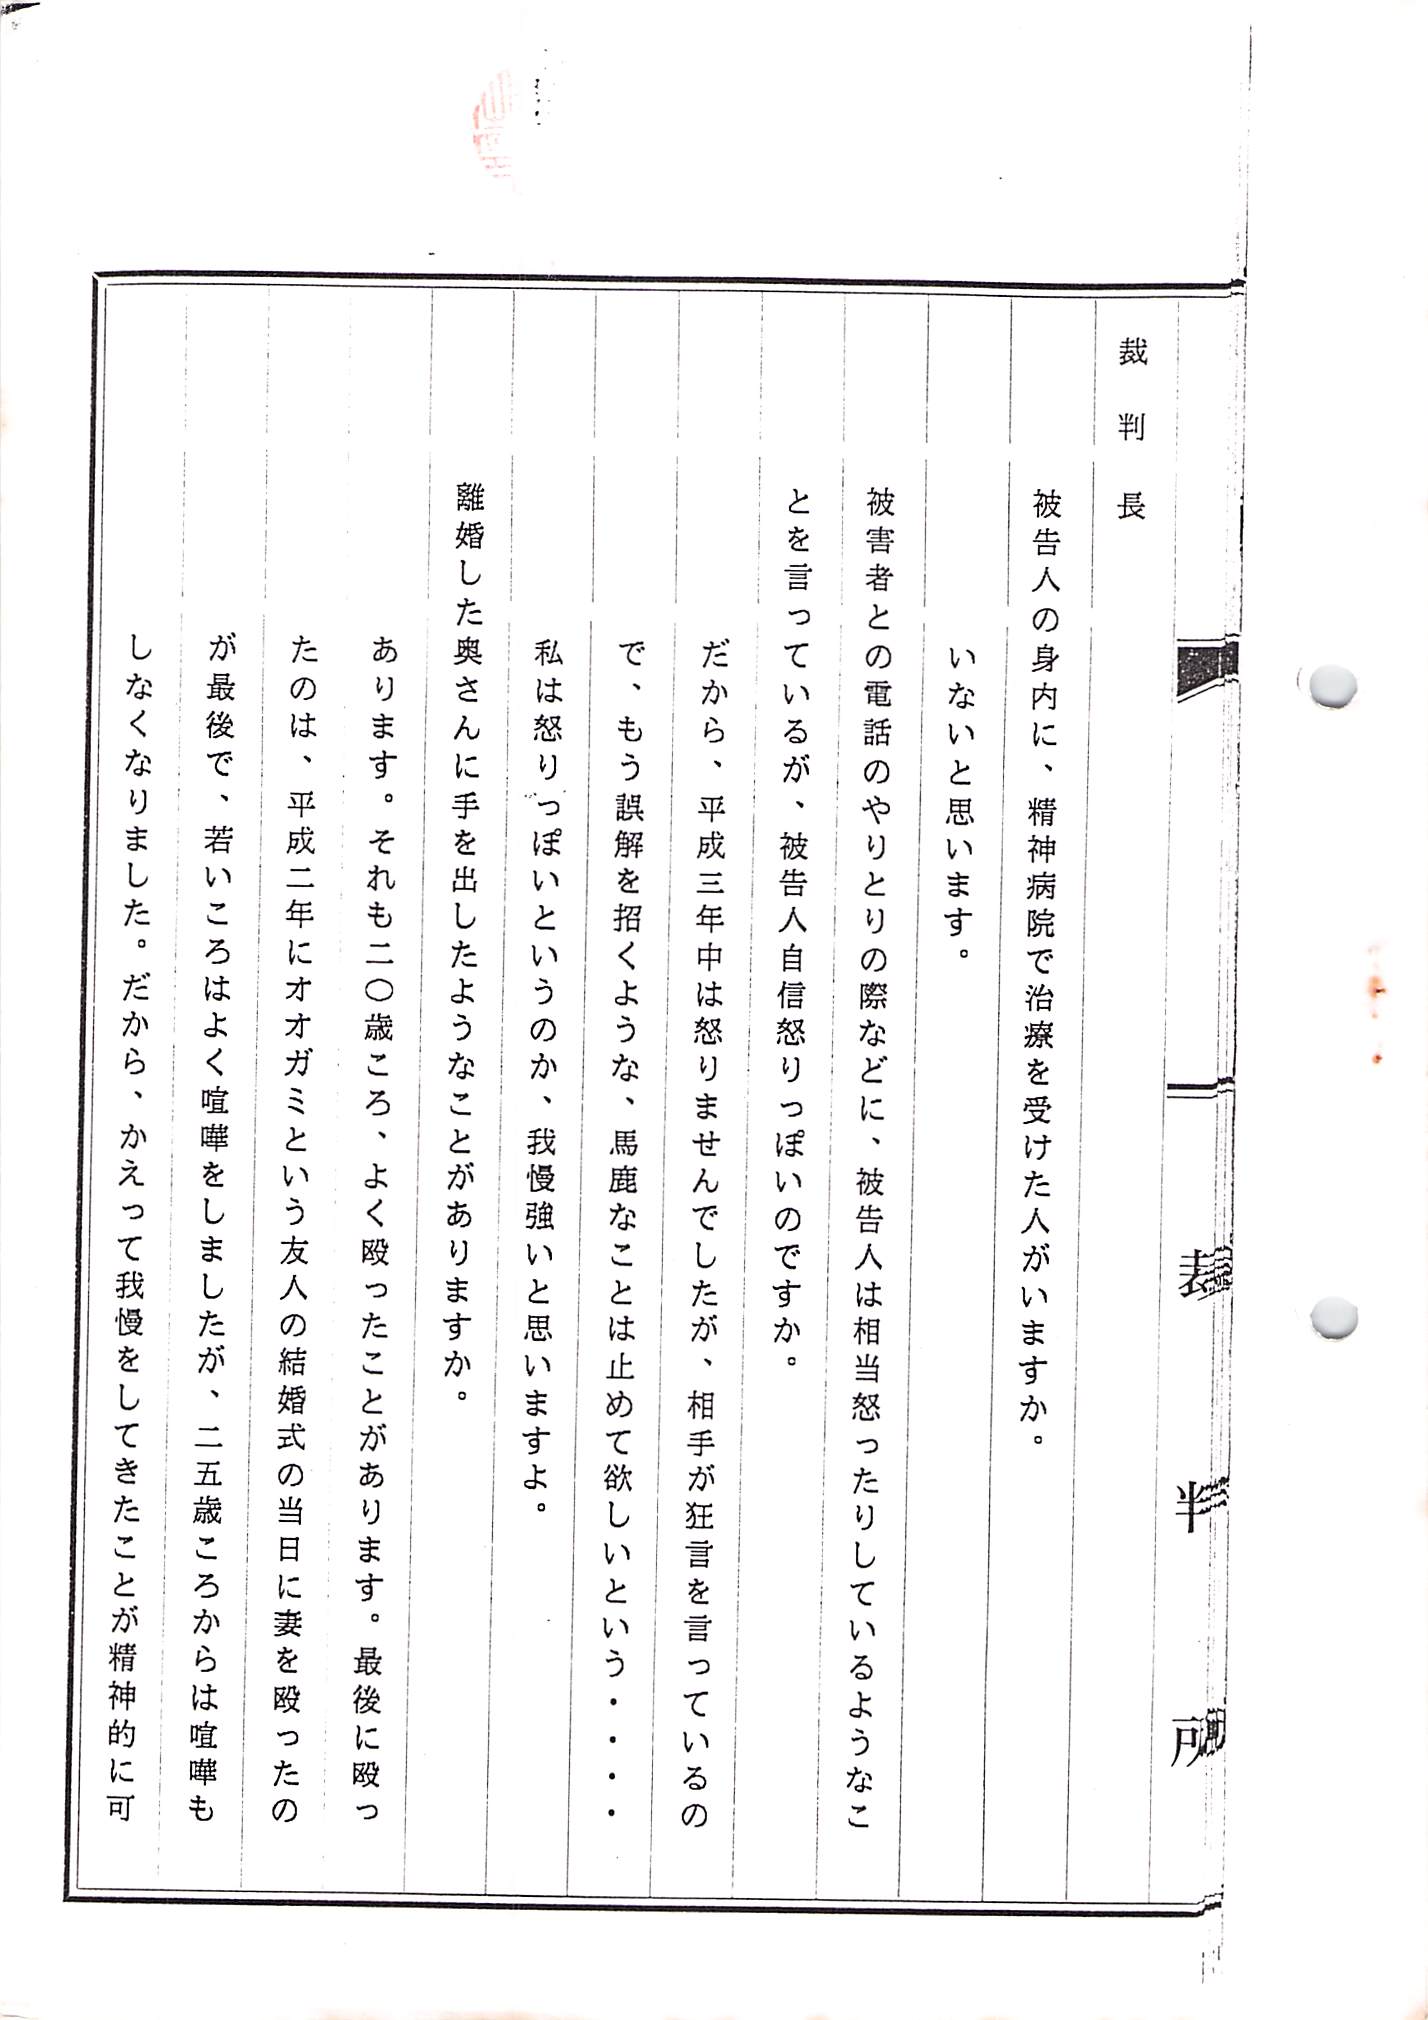 裁判長
被告人の身内に、精神病院で治療を受けた人がいますか。
いないと思います。
被害者との電話のやりとりの際などに、被告人は相当怒ったりしているようなこ
とを言っているが、被告人自信怒りっぽいのですか。
だから、平成三年中は怒りませんでしたが、相手が狂言を言っているの
で、もう誤解を招くような、馬鹿なことは止めて欲しいという・・・・
私は怒りっぽいというのか、我慢強いと思いますよ。
離婚した奥さんに手を出したようなことがありますか。
あります。それも二〇歳ころ、よく殴ったことがあります。最後に殴っ
たのは、平成二年にオオガミという友人の結婚式の当日に妻を殴ったの
が最後で、若いころはよく喧嘩をしましたが、二五歳ころからは喧嘩も
しなくなりました。だから、かえって我慢をしてきたことが精神的に可